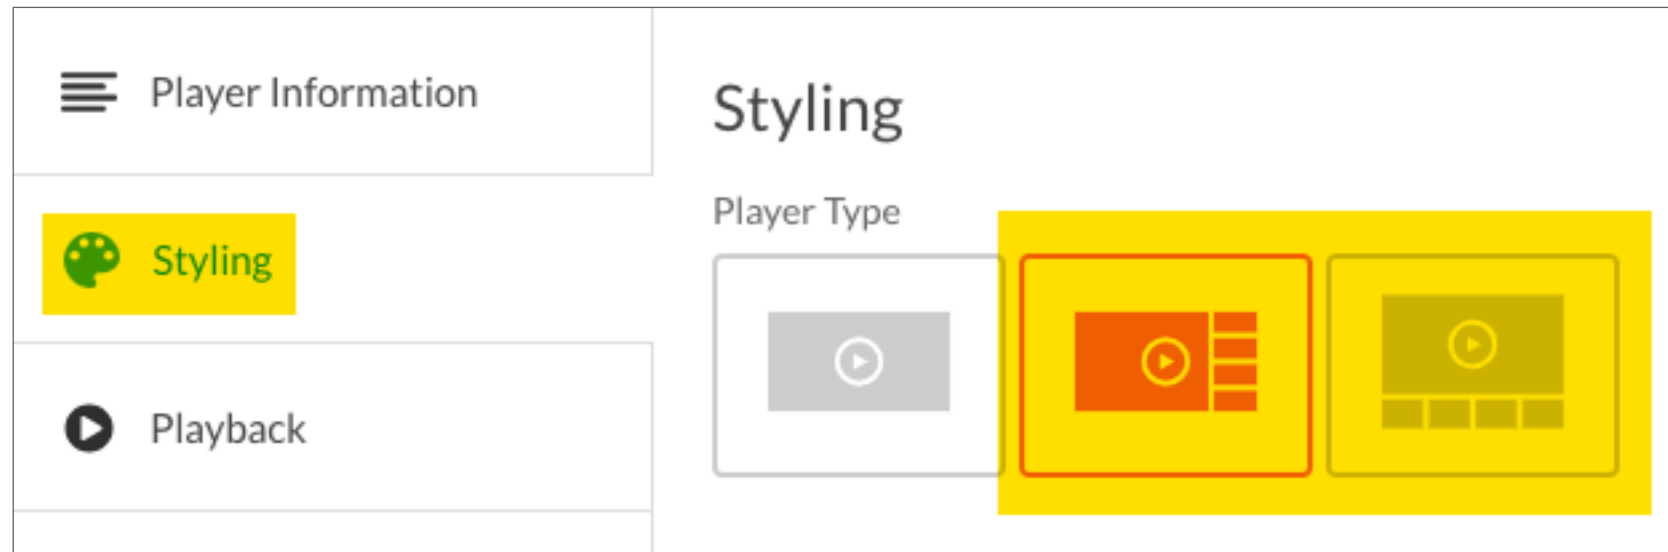 Player Information
Styling
Playback
Styling
Player Type